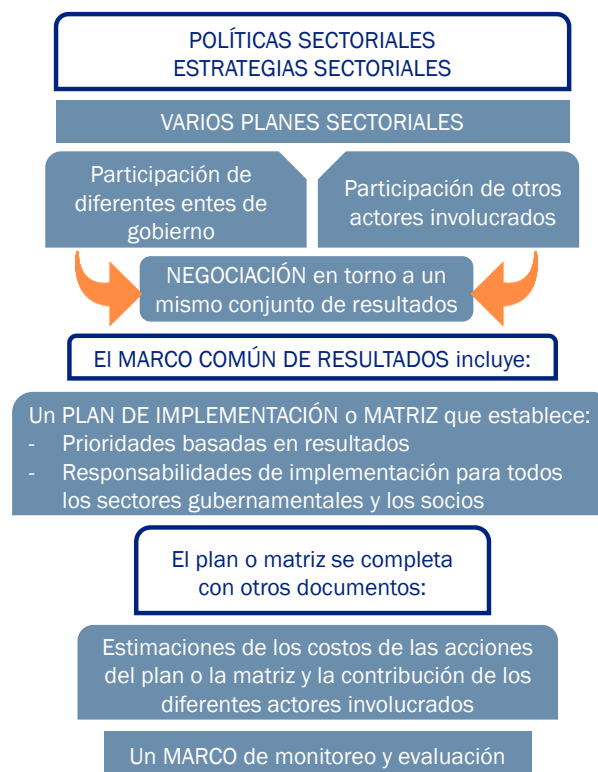 POLÍTICAS SECTORIALES
ESTRATEGIAS SECTORIALES
VARIOS PLANES SECTORIALES
Participación de
diferentes entes de
gobierno
Participación de otros
actores involucrados
NEGOCIACIÓN en torno a un
mismo conjunto de resultados
El MARCO COMÚN DE RESULTADOS incluye:
Un PLAN DE IMPLEMENTACIÓN o MATRIZ que establece:
- Prioridades basadas en resultados
- Responsabilidades de implementación para todos
los sectores gubernamentales y los socios
El plan o matriz se completa
con otros documentos:
Estimaciones de los costos de las acciones
del plan o la matriz y la contribución de los
diferentes actores involucrados
Un MARCO de monitoreo y evaluación